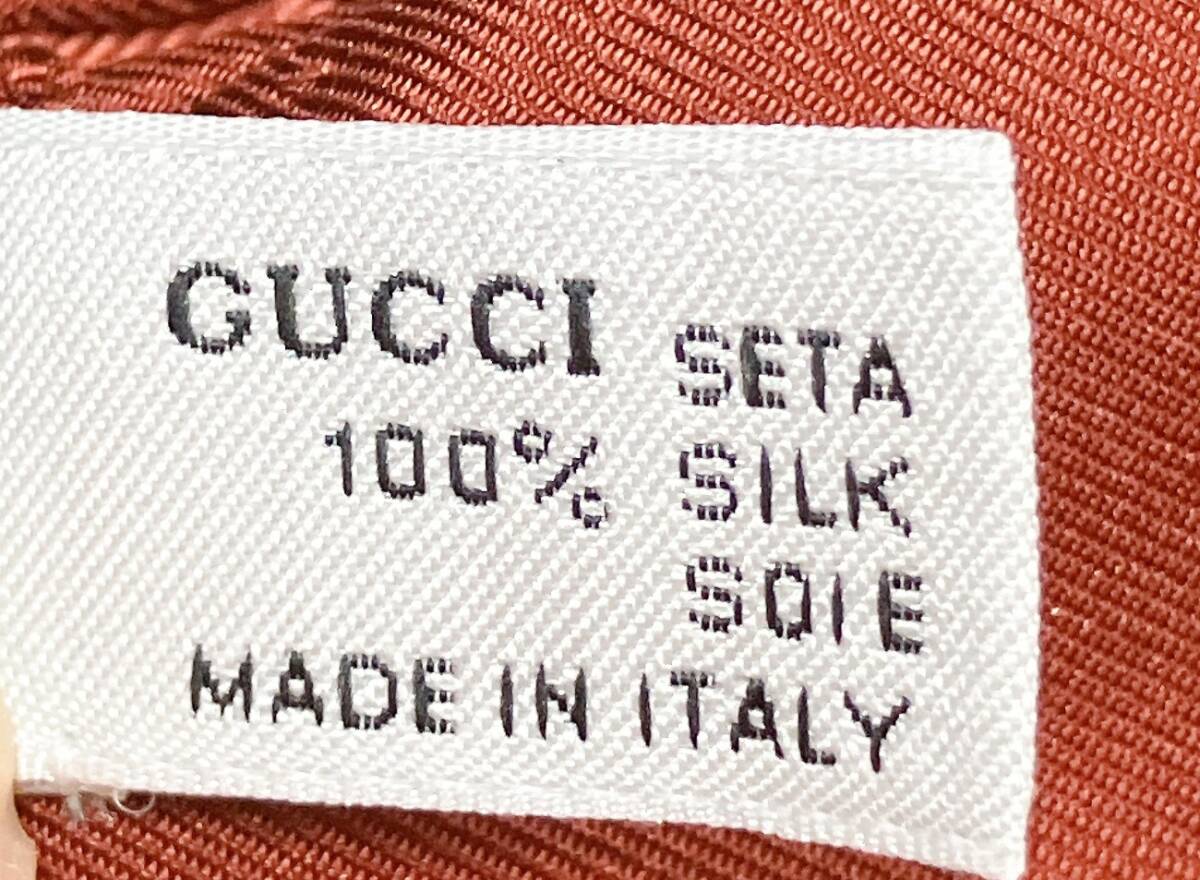 GUCCI SETA
100% SILK
SOIE
MADE IN ITALY